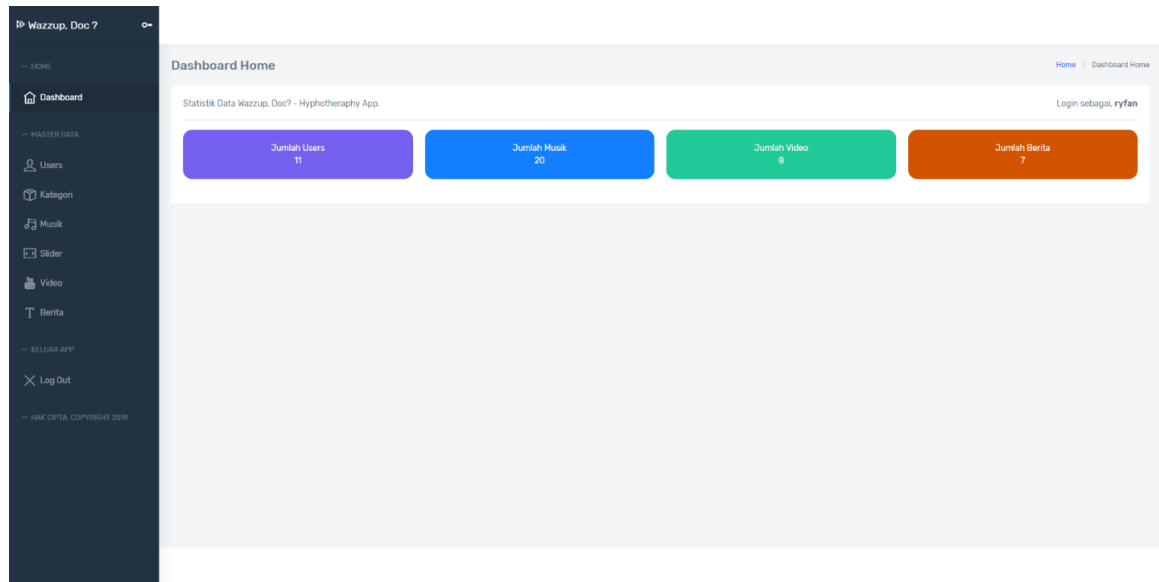 Wazzup, Doc ?
-- HOME
Dashboard
-- MASTER DATA
Users
Kategori
Musik
Slider
Video
Berita
-- KELUAR APP
Log Out
-- HAK CIPTA. COPYRIGHT 2019.
Dashboard Home
Home > Dashboard Home
Statistik Data Wazzup, Doc? - Hyphotheraphy App.
Login sebagai, ryfan
Jumlah Users
11
Jumlah Musik
20
Jumlah Video
8
Jumlah Berita
7